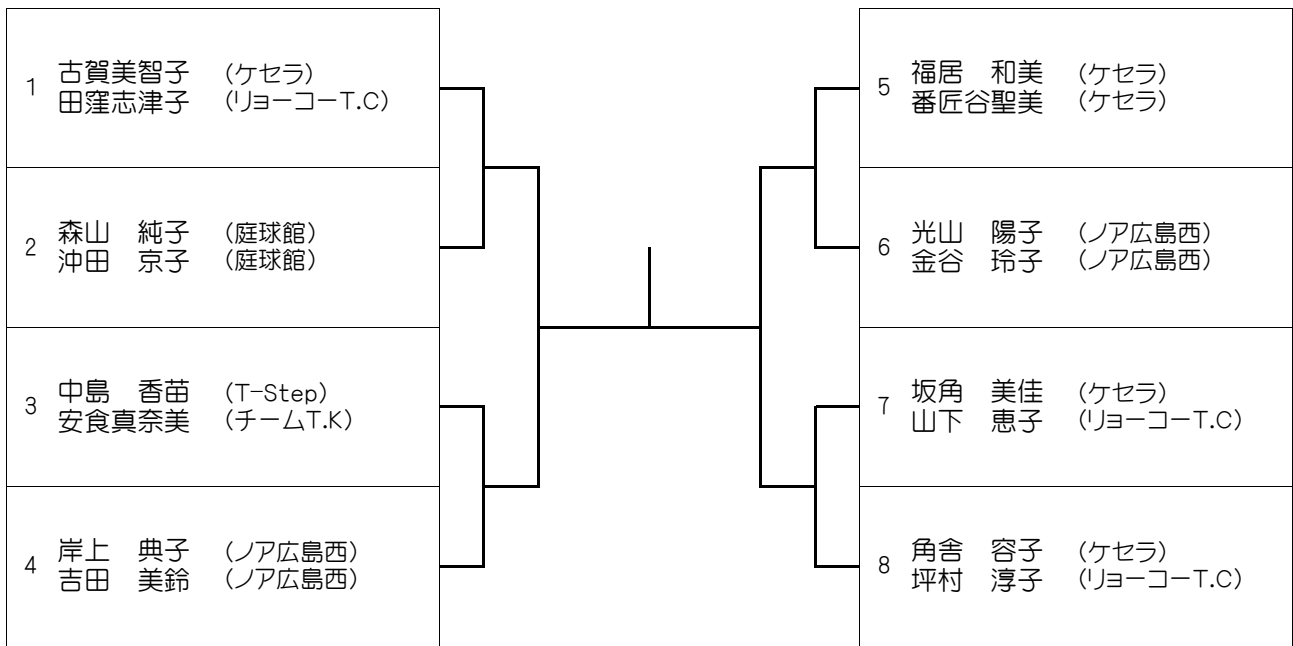 1
古賀美智子 (ケセラ)
田窪志津子 (リョーコーT.C)
2
森山 純子 (庭球館)
沖田 京子 (庭球館)
3
中島 香苗 (T-Step)
安食真奈美 (チームT.K)
4
岸上 典子 (ノア広島西)
吉田 美鈴 (ノア広島西)
5
福居 和美 (ケセラ)
番匠谷聖美 (ケセラ)
6
光山 陽子 (ノア広島西)
金谷 玲子 (ノア広島西)
7
坂角 美佳 (ケセラ)
山下 恵子 (リョーコーT.C)
8
角舎 容子 (ケセラ)
坪村 淳子 (リョーコーT.C)